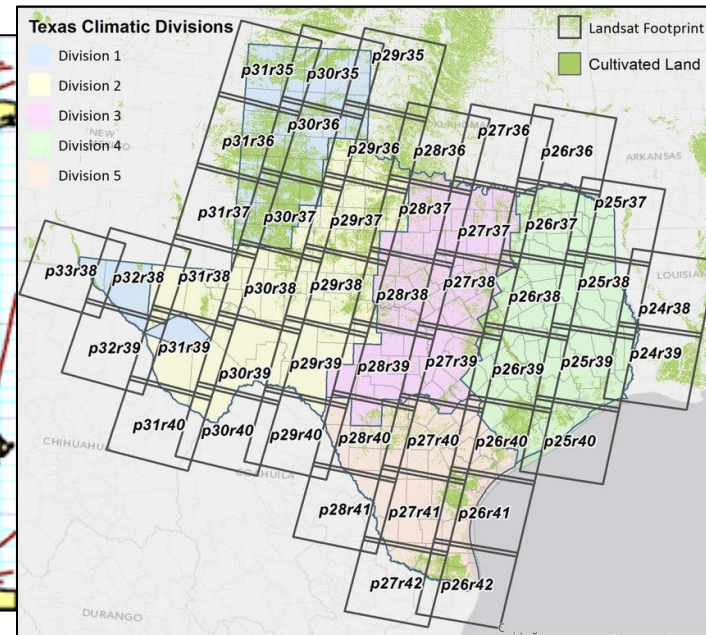 Texas Climatic Divisions
Division 1
Division 2
Division 3
Division 4
Division 5
Landsat Footprint
Cultivated Land
p31r35 p30r35 p29r35
p31r36 p30r36 p29r36 p28r36 p27r36 p26r36
ARKANSAS
p31r37 p30r37 p29r37 p28r37 p27r37 p26r37 p25r37
LOUISIAN
p33r38 p32r38 p31r38 p30r38 p29r38 p28r38 p27r38 p26r38 p25r38 p24r38
p32r39 p31r39 p30r39 p29r39 p28r39 p27r39 p26r39 p25r39 p24r39
p31r40 p30r40 p29r40 p28r40 p27r40 p26r40 p25r40
CHIHUAHU
COAHUILA
p28r41 p27r41 p26r41
p27r42 p26r42
DURANGO